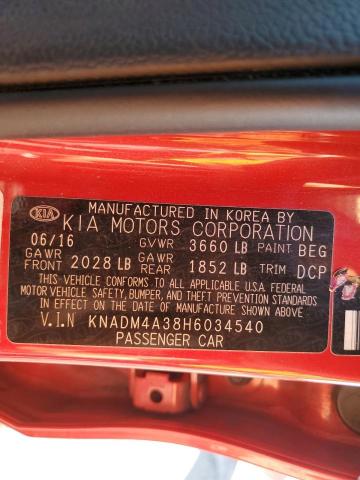 MANUFACTURED IN KOREA BY
KIA KIA MOTORS CORPORATION
06/16 GVWR 3660 LB PAINT BEG
GAWR FRONT 2028 LB GAWR REAR 1852 LB TRIM DCP
THIS VEHICLE CONFORMS TO ALL APPLICABLE U.S.A. FEDERAL
MOTOR VEHICLE SAFETY, BUMPER, AND THEFT PREVENTION STANDARDS
IN EFFECT ON THE DATE OF MANUFACTURE SHOWN ABOVE.
V.I.N KNADM4A38H6034540
PASSENGER CAR